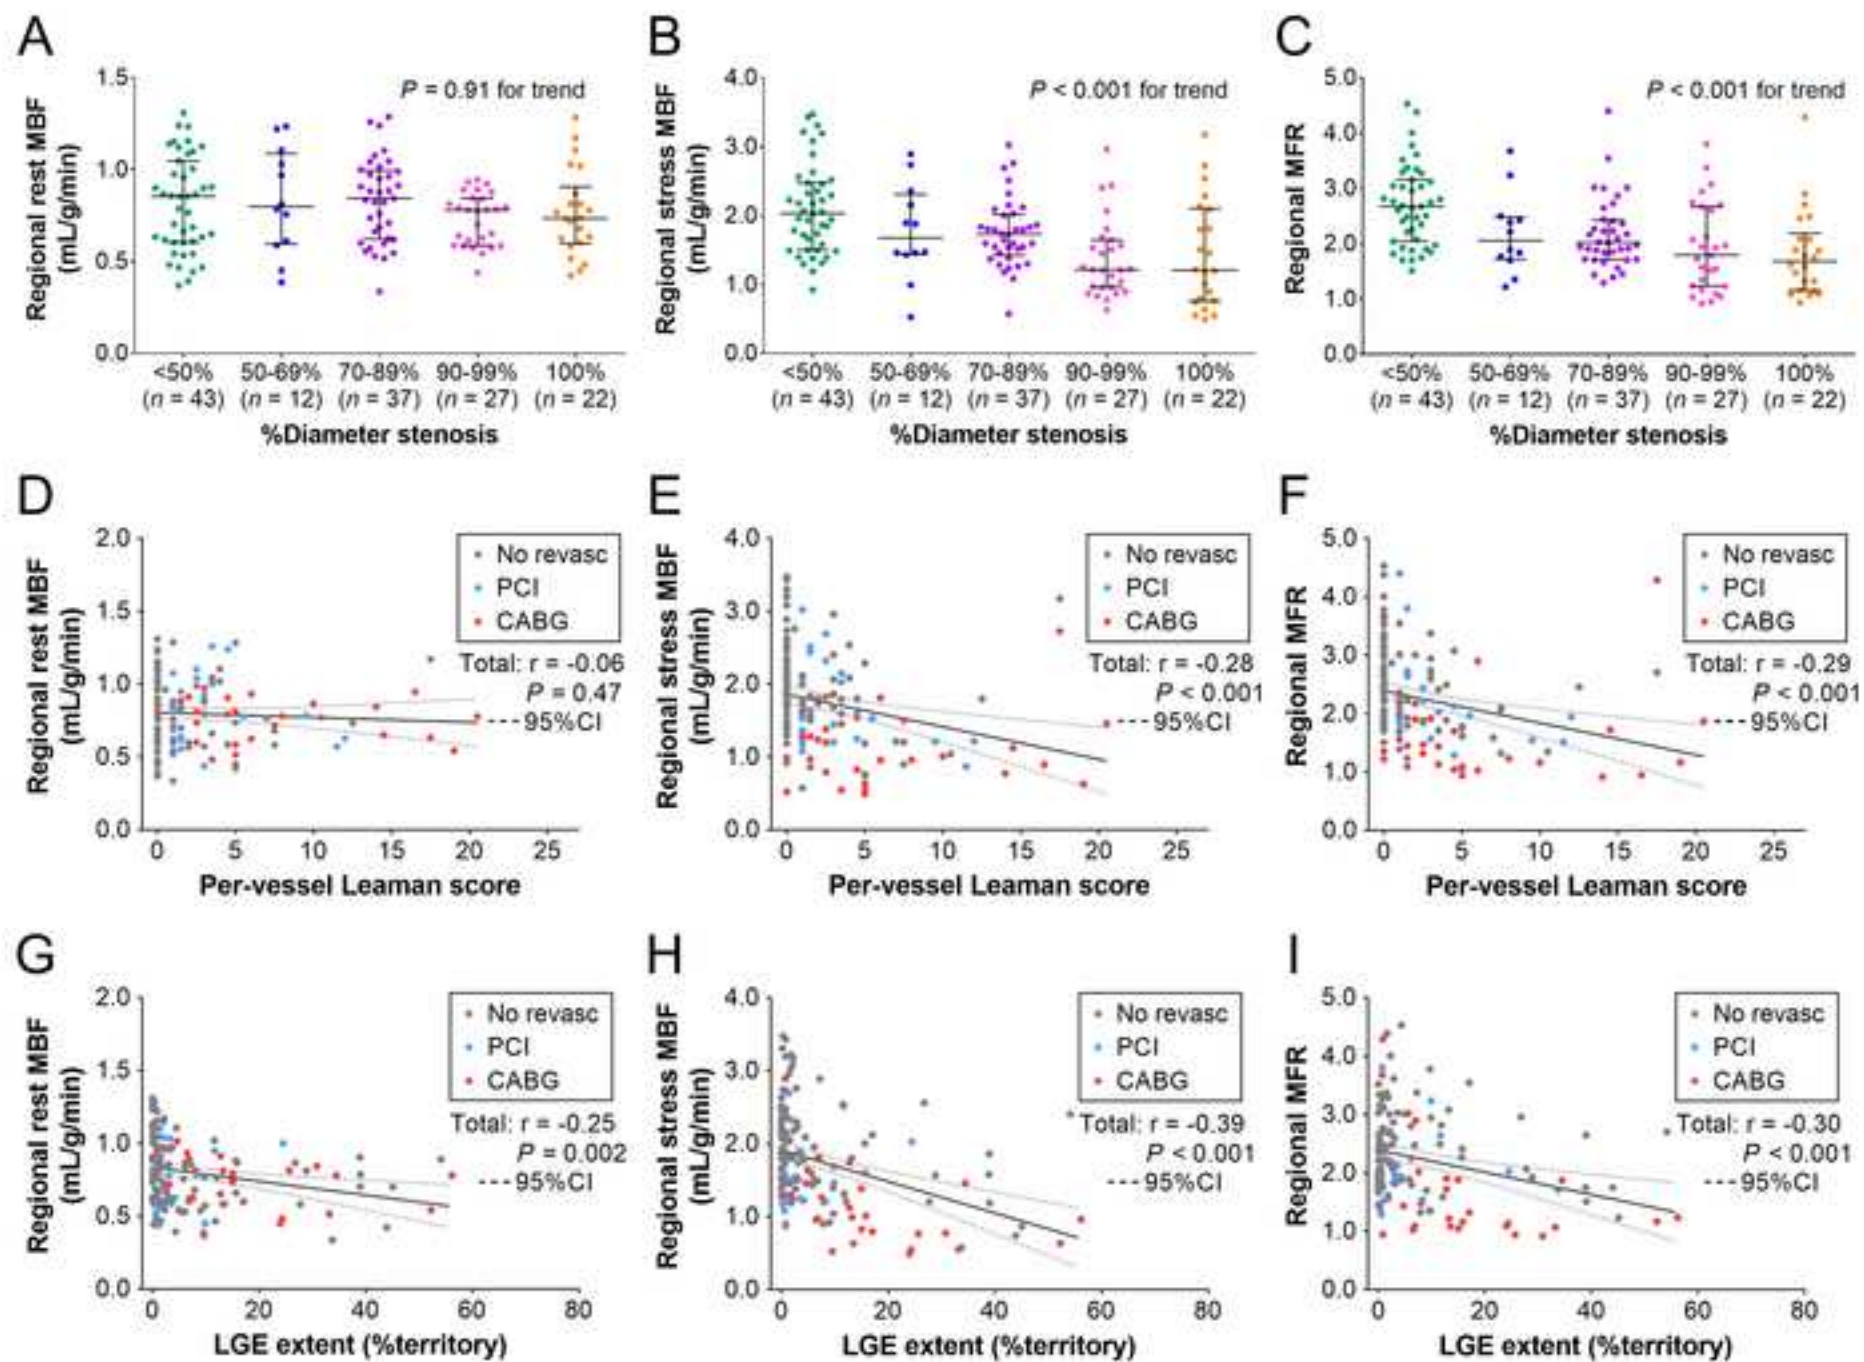 A
Regional rest MBF
(mL/g/min)
1.5
1.0
0.5
0.0
P = 0.91 for trend
<50% 50-69% 70-89% 90-99% 100%
(n = 43) (n = 12) (n = 37) (n = 27) (n = 22)
%Diameter stenosis
B
Regional stress MBF
(mL/g/min)
4.0
3.0
2.0
1.0
0.0
P < 0.001 for trend
<50% 50-69% 70-89% 90-99% 100%
(n = 43) (n = 12) (n = 37) (n = 27) (n = 22)
%Diameter stenosis
C
Regional MFR
5.0
4.0
3.0
2.0
1.0
0.0
P < 0.001 for trend
<50% 50-69% 70-89% 90-99% 100%
(n = 43) (n = 12) (n = 37) (n = 27) (n = 22)
%Diameter stenosis
D
Regional rest MBF
(mL/g/min)
2.0
1.5
1.0
0.5
0.0
No revasc
PCI
CABG
Total: r = -0.06
P = 0.47
95%CI
0 5 10 15 20 25
Per-vessel Leaman score
E
Regional stress MBF
(mL/g/min)
4.0
3.0
2.0
1.0
0.0
No revasc
PCI
CABG
Total: r = -0.28
P < 0.001
95%CI
0 5 10 15 20 25
Per-vessel Leaman score
F
Regional MFR
5.0
4.0
3.0
2.0
1.0
0.0
No revasc
PCI
CABG
Total: r = -0.29
P < 0.001
95%CI
0 5 10 15 20 25
Per-vessel Leaman score
G
Regional rest MBF
(mL/g/min)
2.0
1.5
1.0
0.5
0.0
No revasc
PCI
CABG
Total: r = -0.25
P = 0.002
95%CI
0 20 40 60 80
LGE extent (%territory)
H
Regional stress MBF
(mL/g/min)
4.0
3.0
2.0
1.0
0.0
No revasc
PCI
CABG
Total: r = -0.39
P < 0.001
95%CI
0 20 40 60 80
LGE extent (%territory)
I
Regional MFR
5.0
4.0
3.0
2.0
1.0
0.0
No revasc
PCI
CABG
Total: r = -0.30
P < 0.001
95%CI
0 20 40 60 80
LGE extent (%territory)